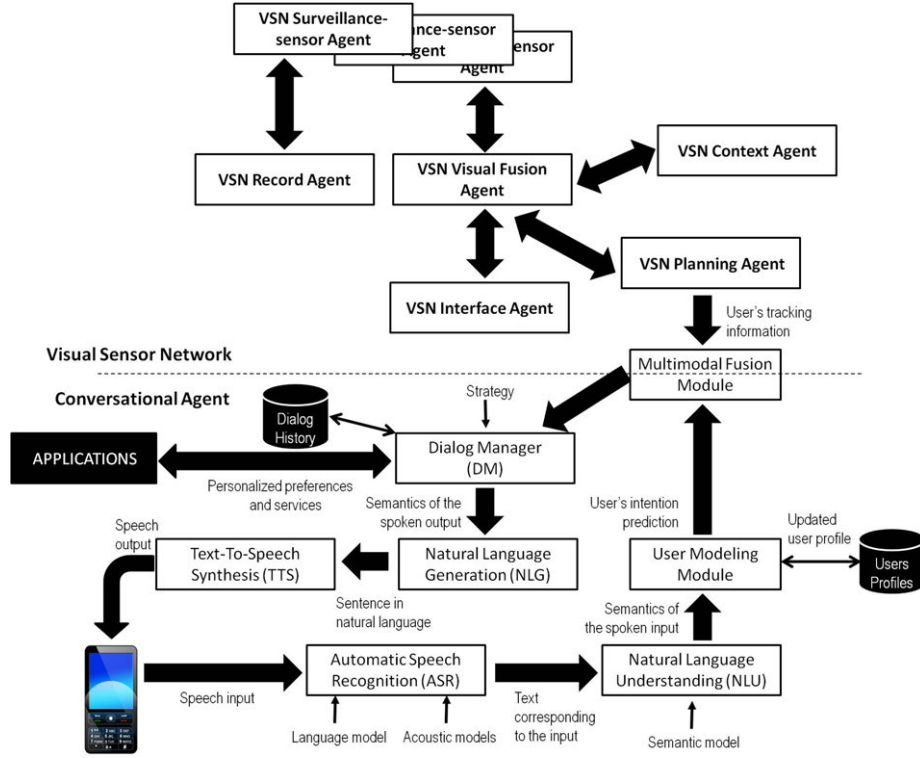 VSN Surveillance-
sensor Agent
ance-sensor
Agent
sensor
Agent
VSN Record Agent
VSN Visual Fusion
Agent
VSN Context Agent
VSN Planning Agent
VSN Interface Agent
User's tracking
information
Visual Sensor Network
Multimodal Fusion
Module
Conversational Agent
Strategy
Dialog
History
APPLICATIONS
Dialog Manager
(DM)
Personalized preferences
and services
Semantics of the
spoken output
User's intention
prediction
Updated
user profile
Speech
output
Text-To-Speech
Synthesis (TTS)
Natural Language
Generation (NLG)
User Modeling
Module
Users
Profiles
Sentence in
natural language
Semantics of
the spoken input
Automatic Speech
Recognition (ASR)
Natural Language
Understanding (NLU)
Speech input
Text
corresponding
to the input
Language model
Acoustic models
Semantic model